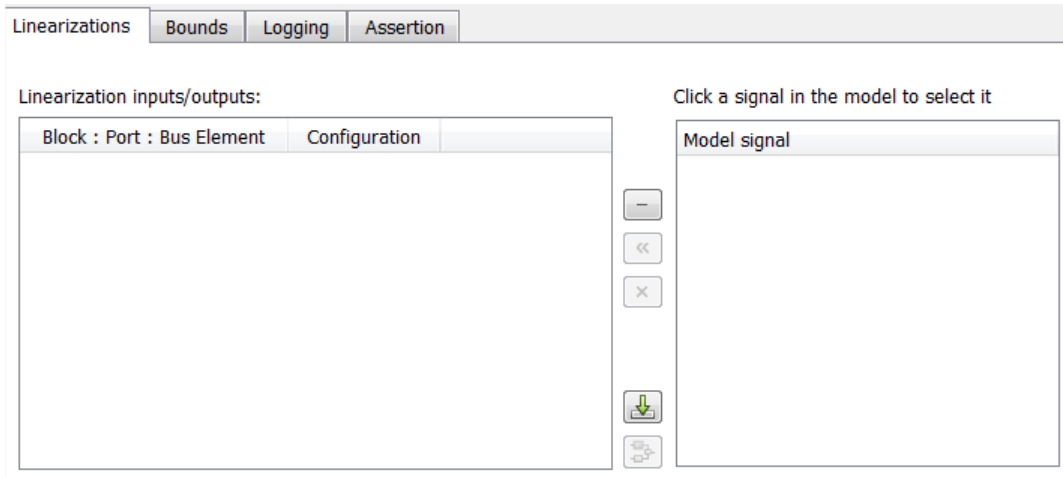 Linearizations Bounds Logging Assertion
Linearization inputs/outputs: Click a signal in the model to select it
Block : Port : Bus Element Configuration Model signal